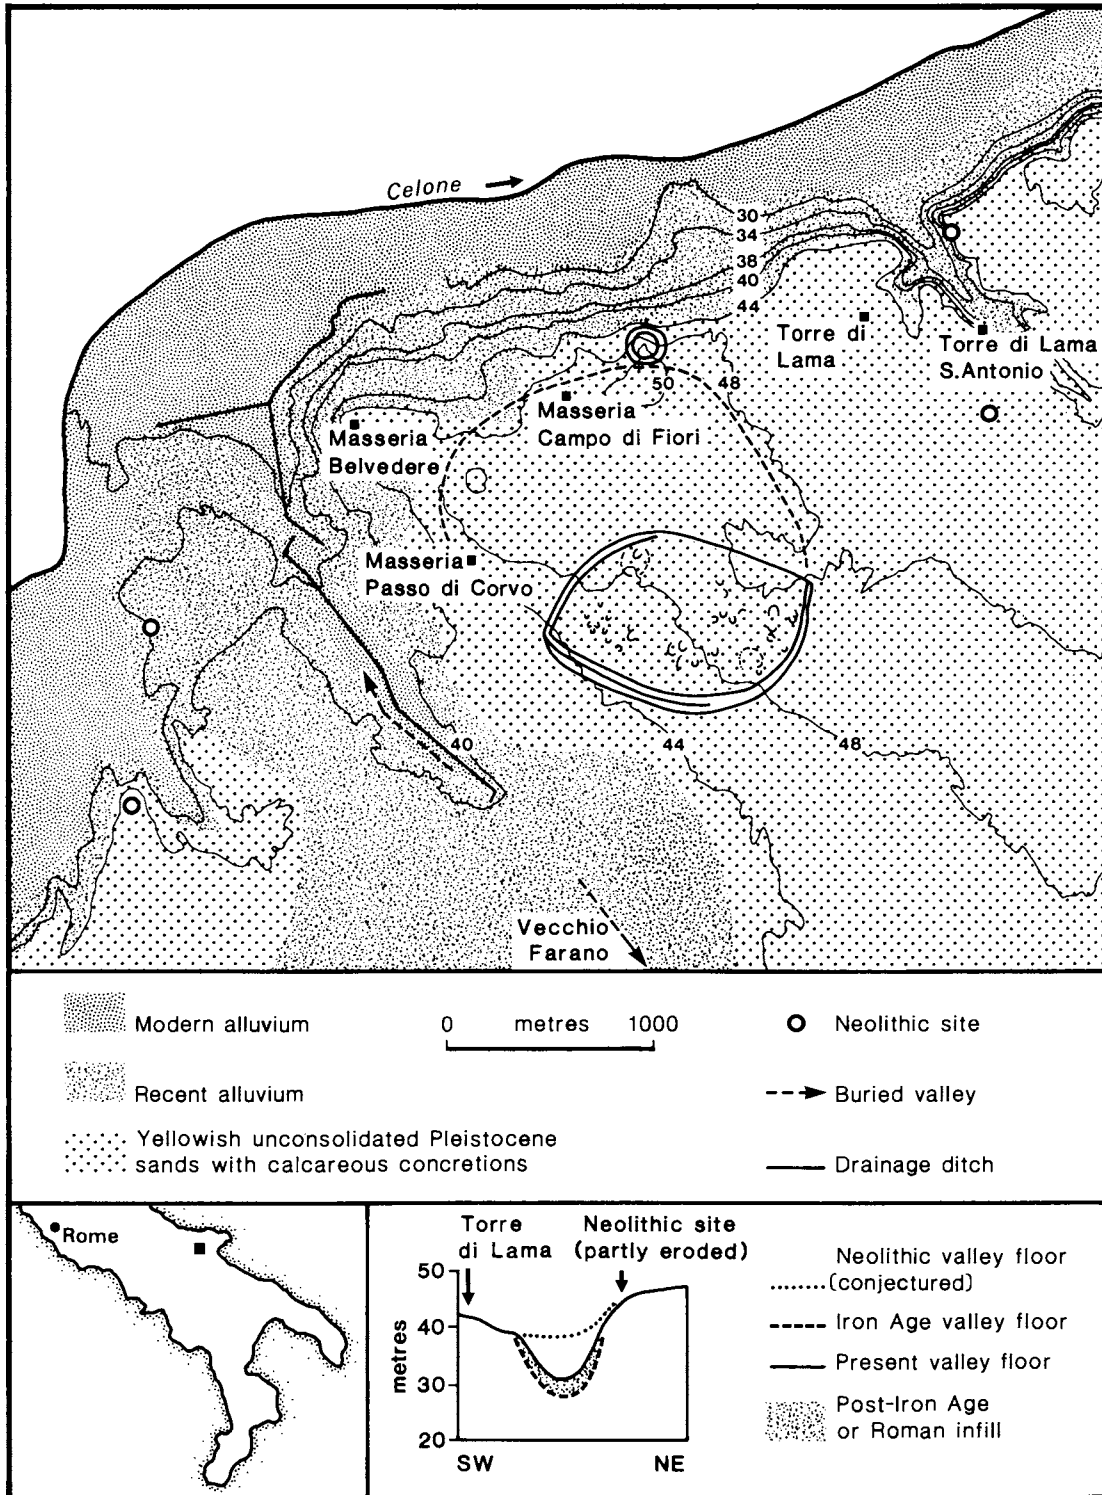 Celone
30
34
38
40
44
50
48
Torre di
Lama
Torre di Lama
S.Antonio
Masseria
Belvedere
Masseria
Campo di Fiori
Masseria
Passo di Corvo
40
44
48
Vecchio
Farano
Modern alluvium
0 metres 1000
Neolithic site
Recent alluvium
Buried valley
Yellowish unconsolidated Pleistocene
sands with calcareous concretions
Drainage ditch
Rome
Torre
di Lama
Neolithic site
(partly eroded)
50
40
30
20
metres
SW
NE
Neolithic valley floor
(conjectured)
Iron Age valley floor
Present valley floor
Post-Iron Age
or Roman infill